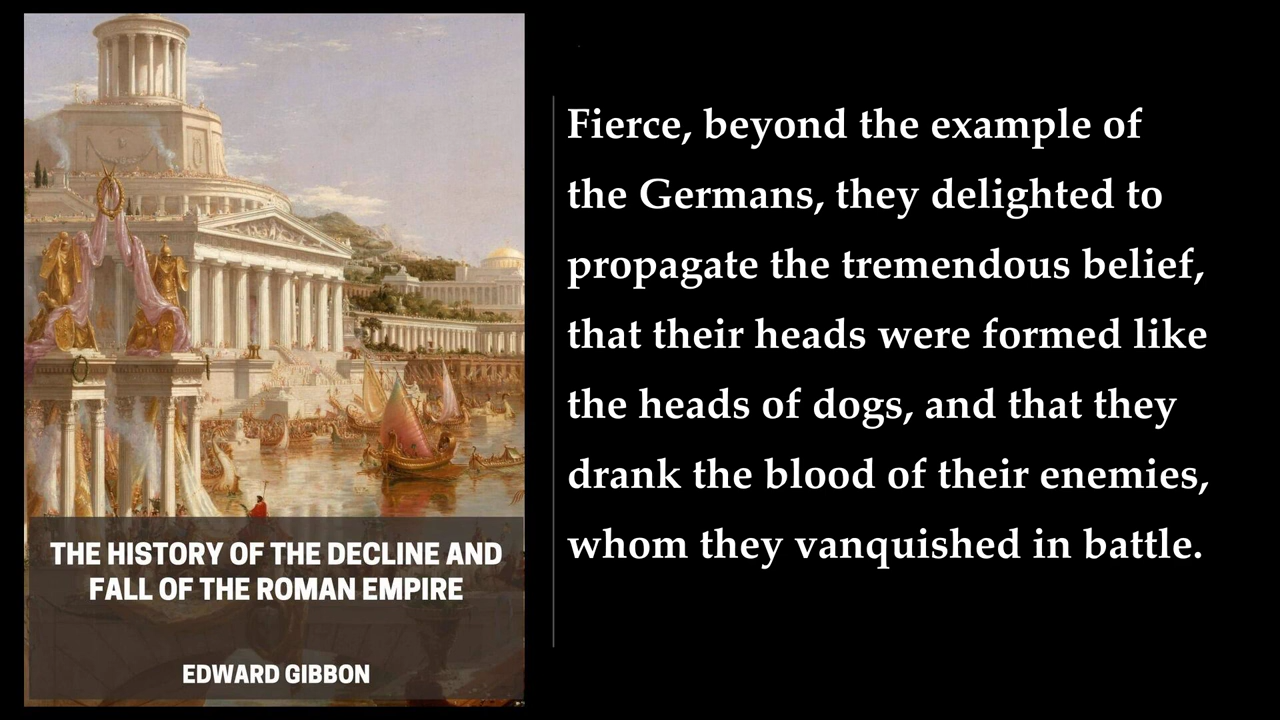 THE HISTORY OF THE DECLINE AND
FALL OF THE ROMAN EMPIRE
EDWARD GIBBON
Fierce, beyond the example of
the Germans, they delighted to
propagate the tremendous belief,
that their heads were formed like
the heads of dogs, and that they
drank the blood of their enemies,
whom they vanquished in battle.